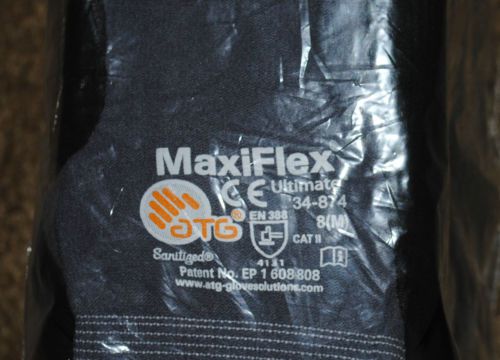 MaxiFlex®
CE Ultimate
34-874
ATG® EN 388 8(M)
CAT II
Sanitized® 4131
Patent No. EP 1 608 808
www.atg-glovesolutions.com